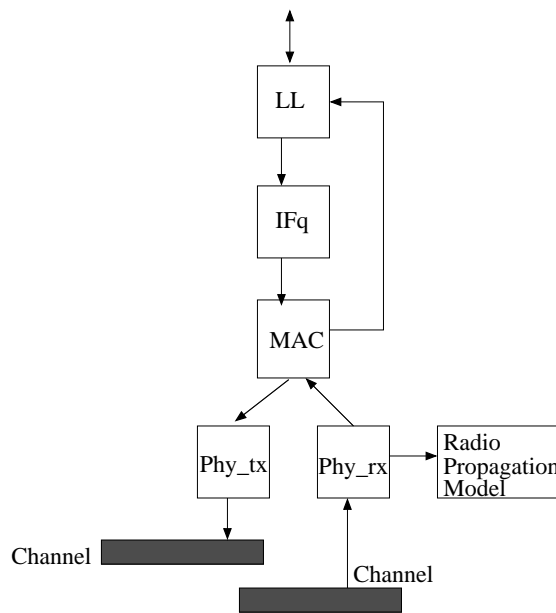 LL
IFq
MAC
Phy_tx
Phy_rx
Radio
Propagation
Model
Channel
Channel